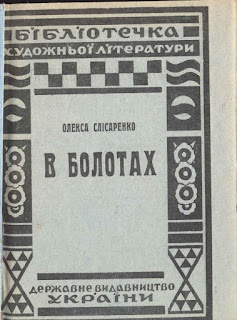 БІБЛІОТЕЧКА
ХУДОЖНЬОЇ ЛІТЕРАТУРИ
ОЛЕКСА СЛІСАРЕНКО
В БОЛОТАХ
ДЕРЖАВНЕ ВИДАВНИЦТВО
УКРАЇНИ